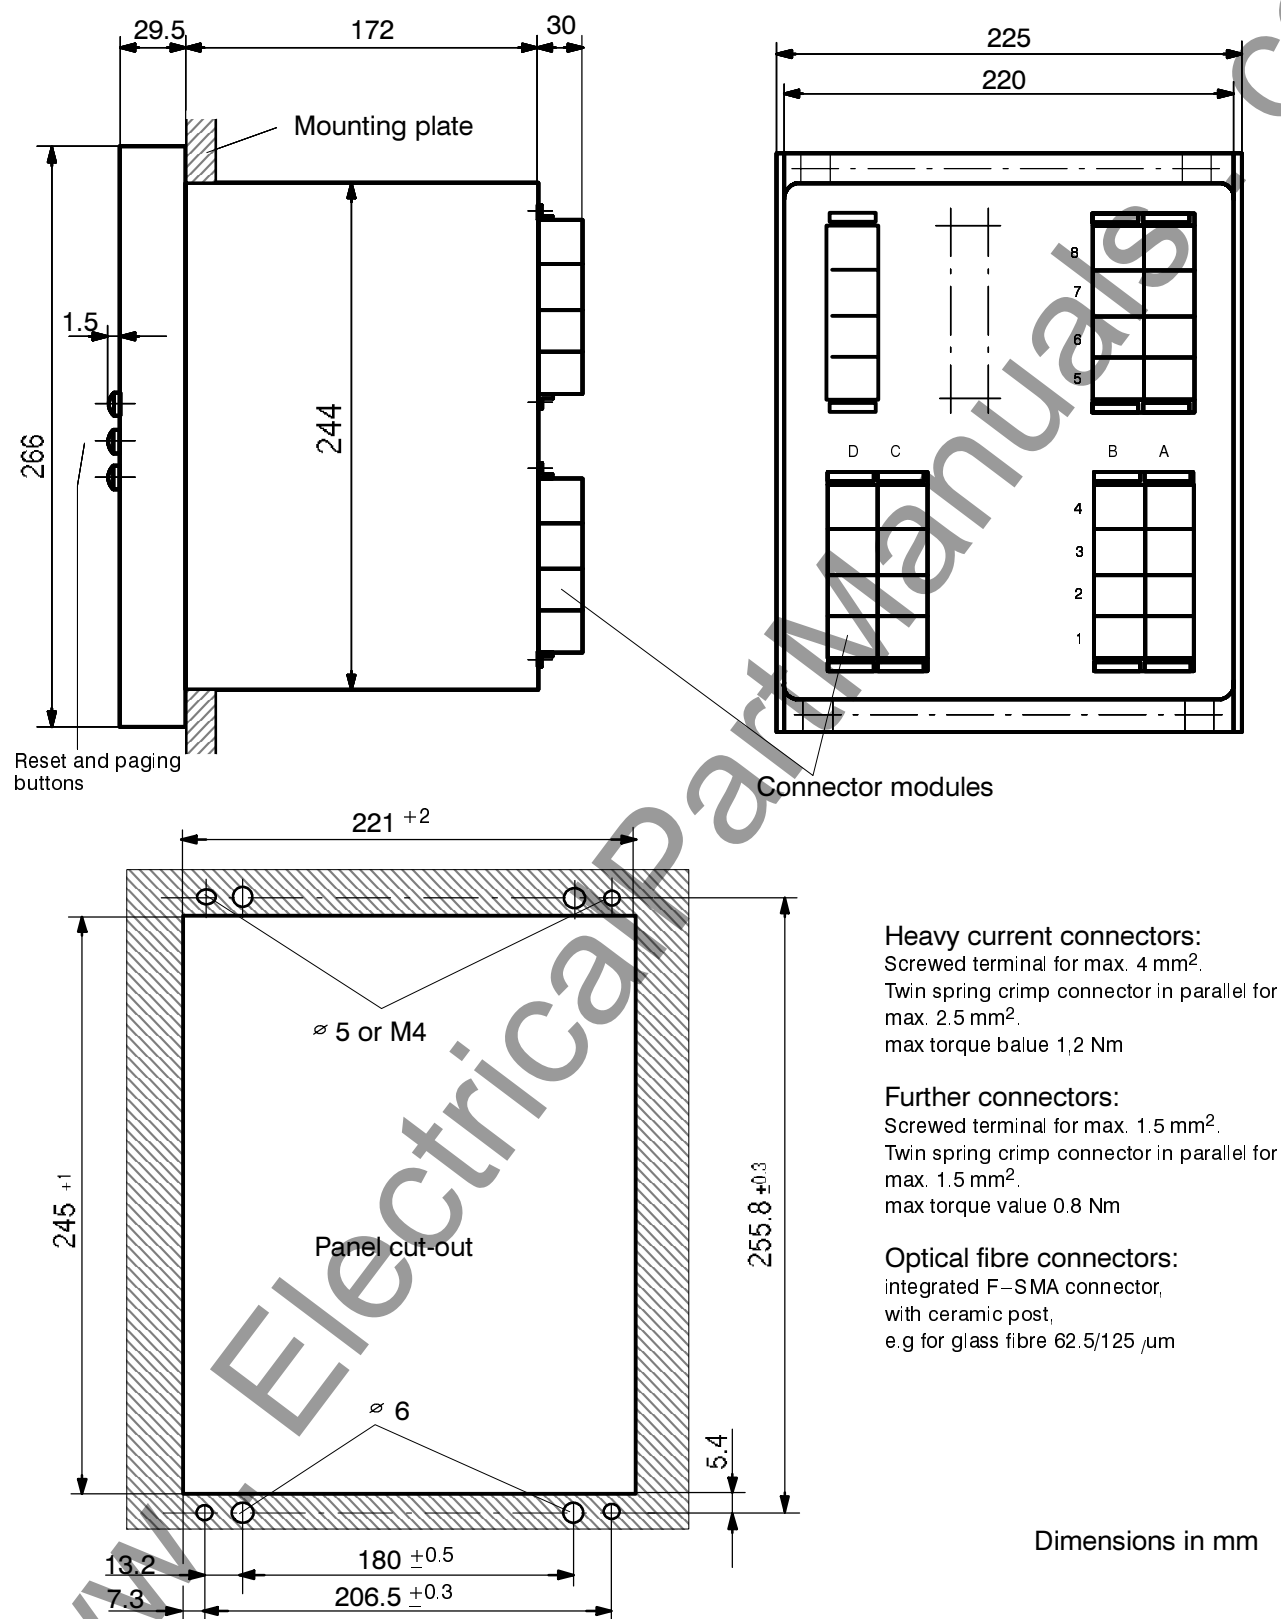 29.5
172
30
225
220
Mounting plate
1.5
266
244
8
7
6
5
D C
B A
4
3
2
1
Reset and paging
buttons
Connector modules
221 +2
⌀ 5 or M4
245 +1
255.8 ±0.3
Panel cut-out
⌀ 6
5.4
13.2
180 ±0.5
7.3
206.5 ±0.3
Heavy current connectors:
Screwed terminal for max. 4 mm².
Twin spring crimp connector in parallel for
max. 2.5 mm².
max torque balue 1,2 Nm
Further connectors:
Screwed terminal for max. 1.5 mm².
Twin spring crimp connector in parallel for
max. 1.5 mm².
max torque value 0.8 Nm
Optical fibre connectors:
integrated F–SMA connector,
with ceramic post,
e.g for glass fibre 62.5/125 /um
Dimensions in mm
w. ElectricalPartManuals . c